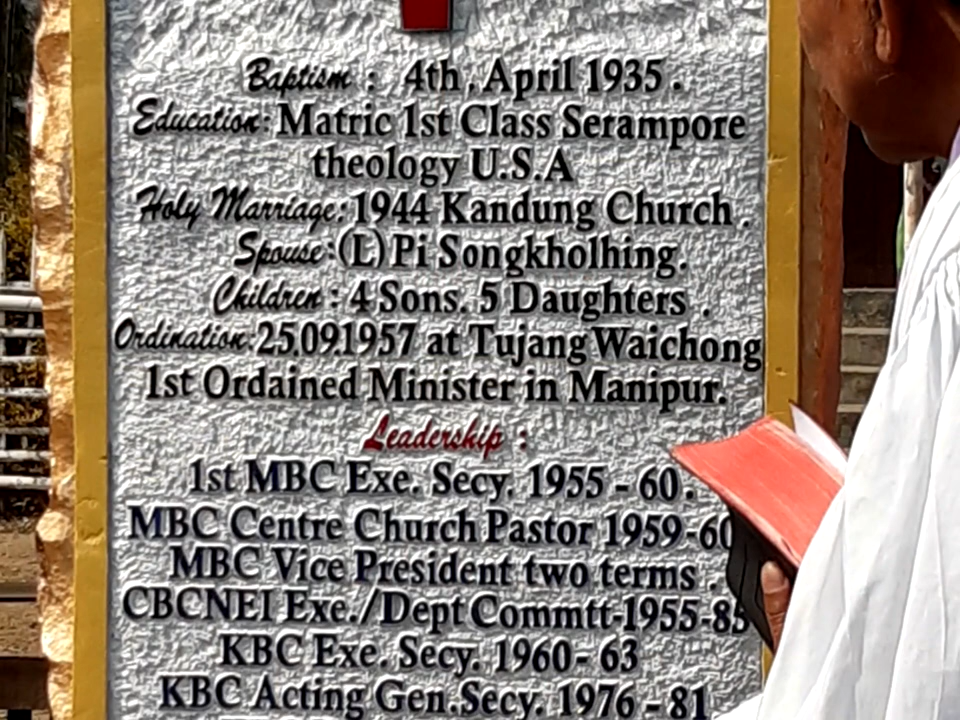 Baptism : 4th , April 1935 .
Education: Matric 1st Class Serampore
theology U.S.A
Holy Marriage: 1944 Kandung Church .
Spouse:(L) Pi Songkholhing.
Children : 4 Sons. 5 Daughters .
Ordination:25.09.1957 at Tujang Waichong
1st Ordained Minister in Manipur.
Leadership :
1st MBC Exe. Secy. 1955 - 60.
MBC Centre Church Pastor 1959-60
MBC Vice President two terms .
CBCNEI Exe./Dept Committ-1955-85
KBC Exe. Secy. 1960- 63
KBC Acting Gen.Secy. 1976 - 81